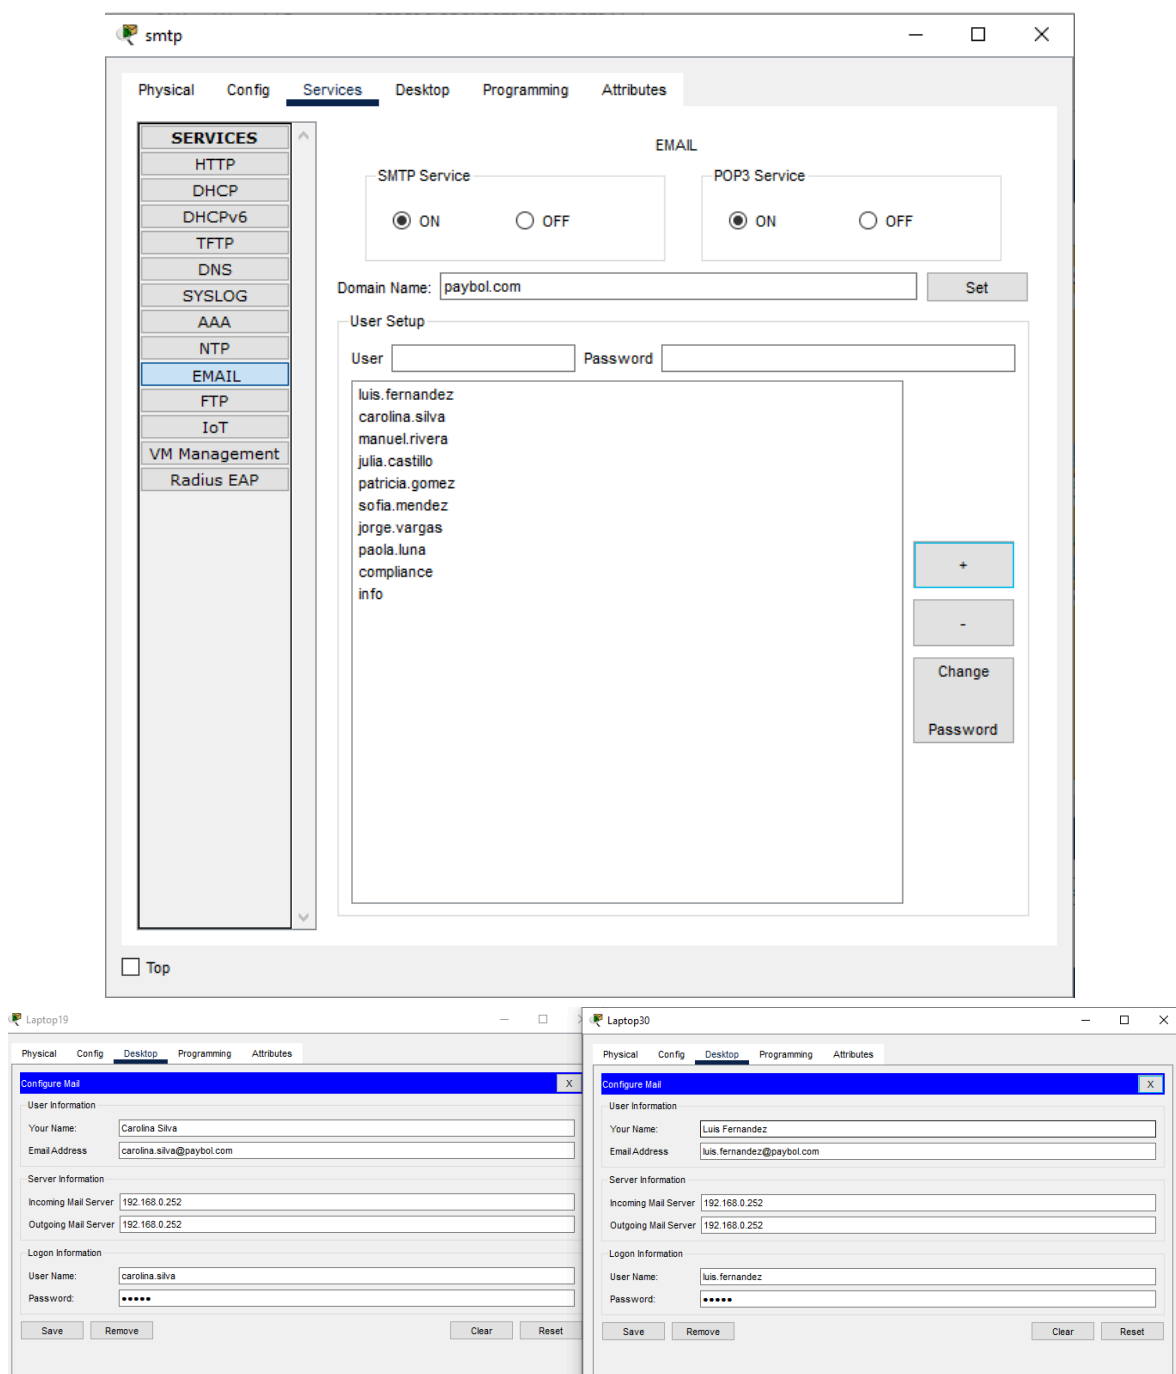 smtp
Physical Config Services Desktop Programming Attributes
SERVICES
HTTP
DHCP
DHCPv6
TFTP
DNS
SYSLOG
AAA
NTP
EMAIL
FTP
IoT
VM Management
Radius EAP
EMAIL
SMTP Service
ON OFF
POP3 Service
ON OFF
Domain Name: paybol.com Set
User Setup
User Password
luis.fernandez
carolina.silva
manuel.rivera
julia.castillo
patricia.gomez
sofia.mendez
jorge.vargas
paola.luna
compliance
info
+
-
Change
Password
Top
Laptop19
Physical Config Desktop Programming Attributes
Configure Mail X
User Information
Your Name: Carolina Silva
Email Address carolina.silva@paybol.com
Server Information
Incoming Mail Server 192.168.0.252
Outgoing Mail Server 192.168.0.252
Logon Information
User Name: carolina.silva
Password: •••••
Save Remove Clear Reset
Laptop30
Physical Config Desktop Programming Attributes
Configure Mail X
User Information
Your Name: Luis Fernandez
Email Address luis.fernandez@paybol.com
Server Information
Incoming Mail Server 192.168.0.252
Outgoing Mail Server 192.168.0.252
Logon Information
User Name: luis.fernandez
Password: •••••
Save Remove Clear Reset